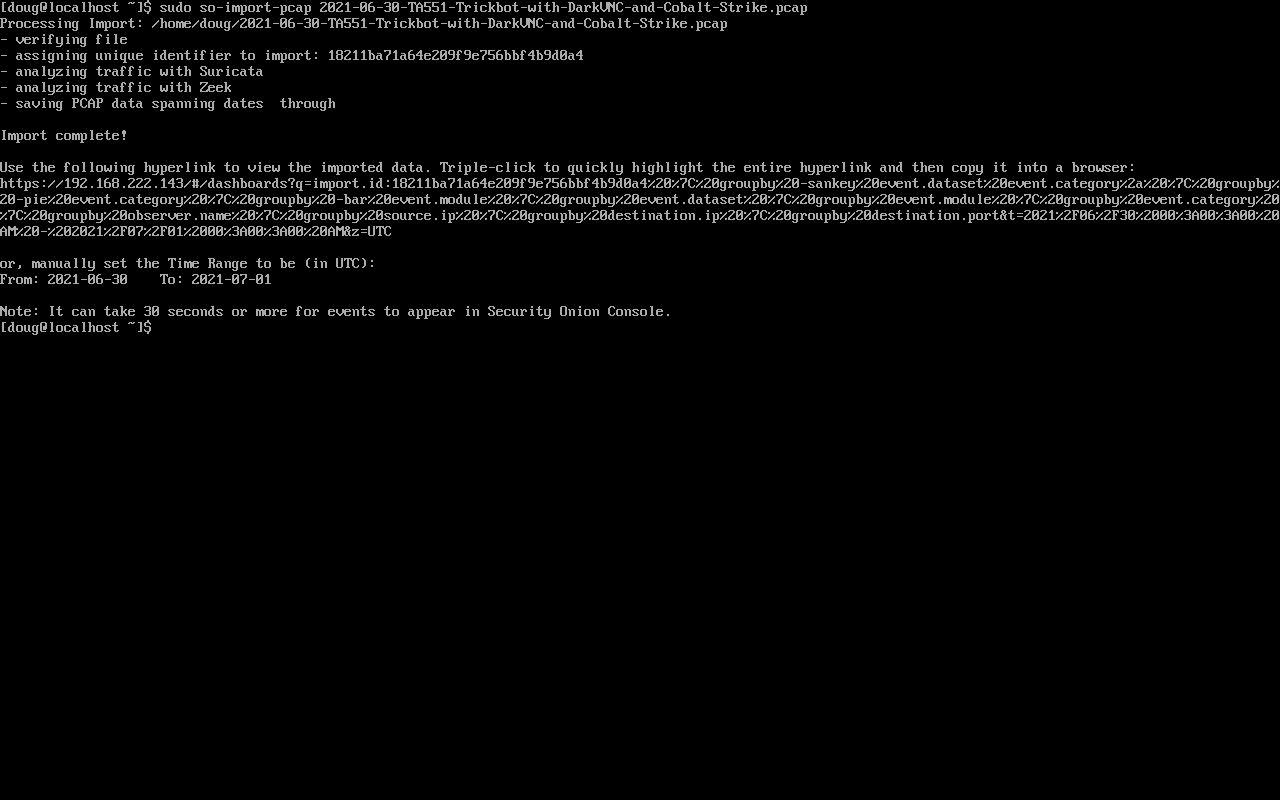 [doug@localhost ~]$ sudo so-import-pcap 2021-06-30-TA551-Trickbot-with-DarkVNC-and-Cobalt-Strike.pcap
Processing Import: /home/doug/2021-06-30-TA551-Trickbot-with-DarkVNC-and-Cobalt-Strike.pcap
- verifying file
- assigning unique identifier to import: 18211ba71a64e209f9e756bbf4b9d0a4
- analyzing traffic with Suricata
- analyzing traffic with Zeek
- saving PCAP data spanning dates  through
Import complete!
Use the following hyperlink to view the imported data. Triple-click to quickly highlight the entire hyperlink and then copy it into a browser:
https://192.168.222.143/#/dashboards?q=import.id:18211ba71a64e209f9e756bbf4b9d0a4%20%7C%20groupby%20-sankey%20event.dataset%20event.category%2a%20%7C%20groupby%
20-pie%20event.category%20%7C%20groupby%20-bar%20event.module%20%7C%20groupby%20event.dataset%20%7C%20groupby%20event.module%20%7C%20groupby%20event.category%20
%7C%20groupby%20observer.name%20%7C%20groupby%20source.ip%20%7C%20groupby%20destination.ip%20%7C%20groupby%20destination.port&t=2021%2F06%2F30%2000%3A00%3A00%20
AM%20-%202021%2F07%2F01%2000%3A00%3A00%20AM&z=UTC
or, manually set the Time Range to be (in UTC):
From: 2021-06-30    To: 2021-07-01
Note: It can take 30 seconds or more for events to appear in Security Onion Console.
[doug@localhost ~]$